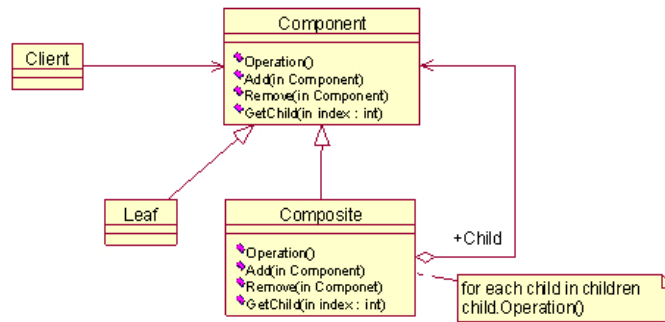 Component
Operation()
Add(in Component)
Remove(in Component)
GetChild(in index : int)
Client
Leaf
Composite
Operation()
Add(in Component)
Remove(in Componet)
GetChild(in index : int)
+Child
for each child in children
child.Operation()